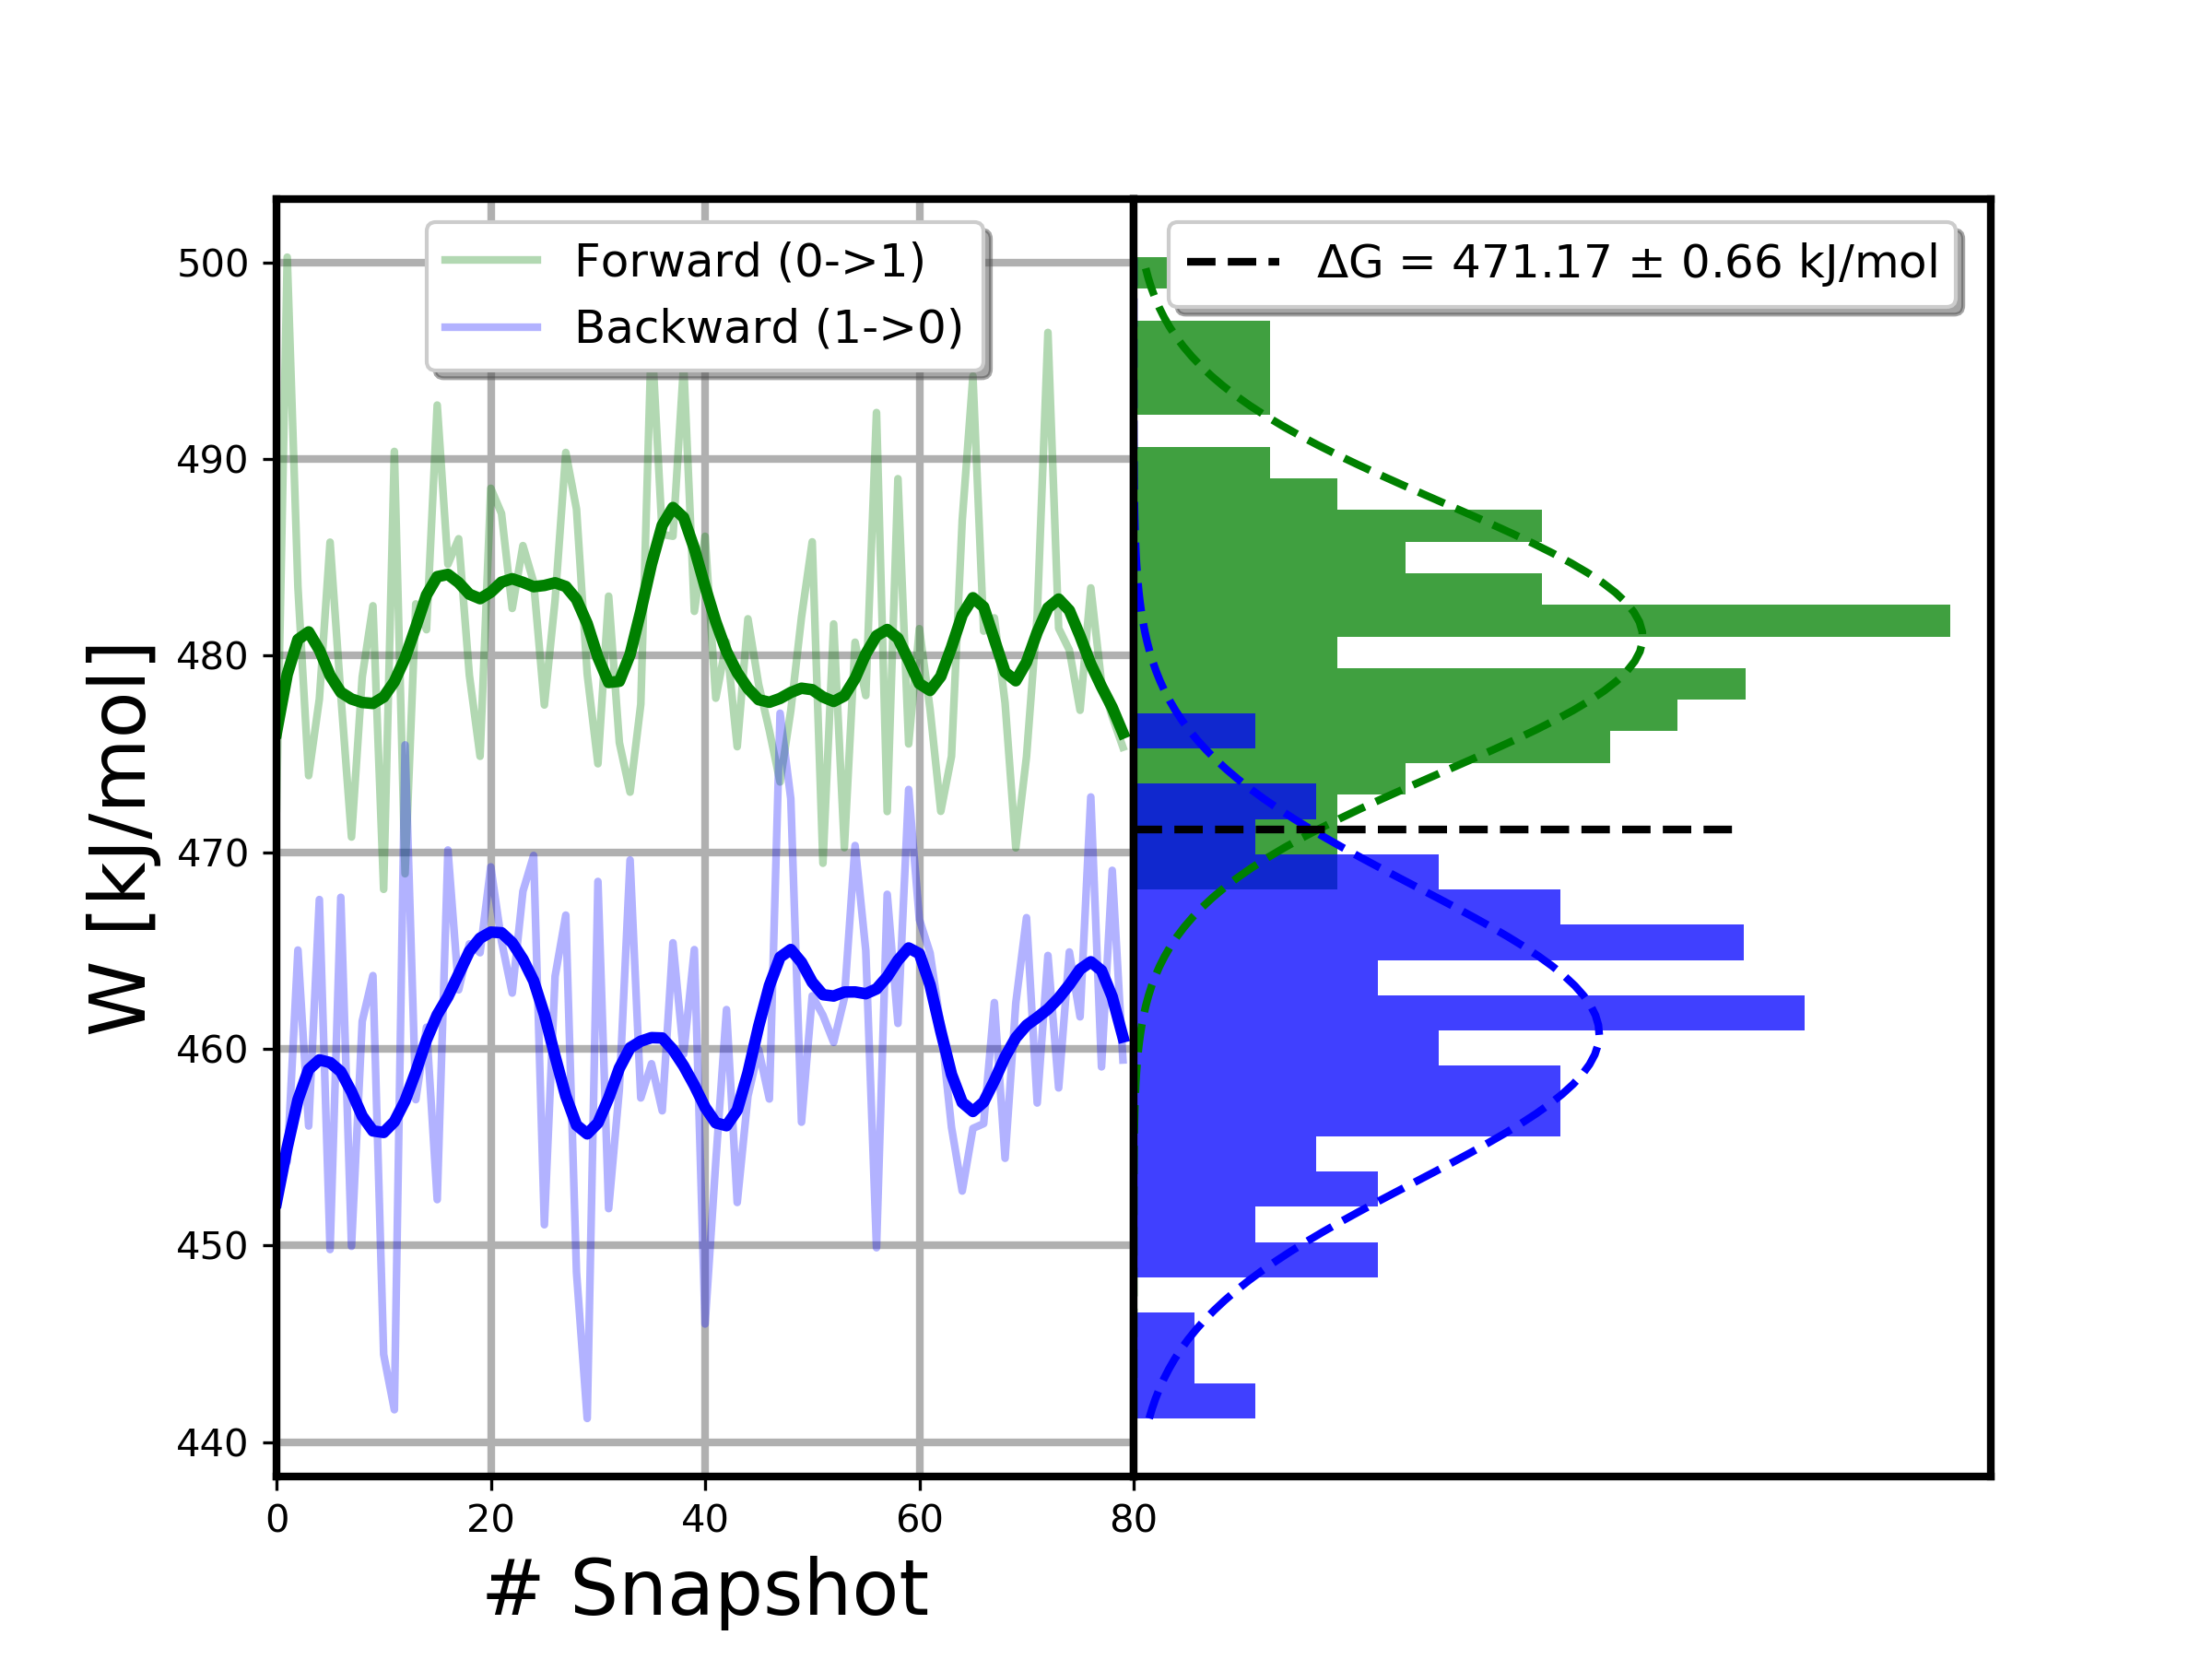 Forward (0->1)
Backward (1->0)
ΔG = 471.17 ± 0.66 kJ/mol
W [kJ/mol]
500
490
480
470
460
450
440
0 20 40 60 80
# Snapshot